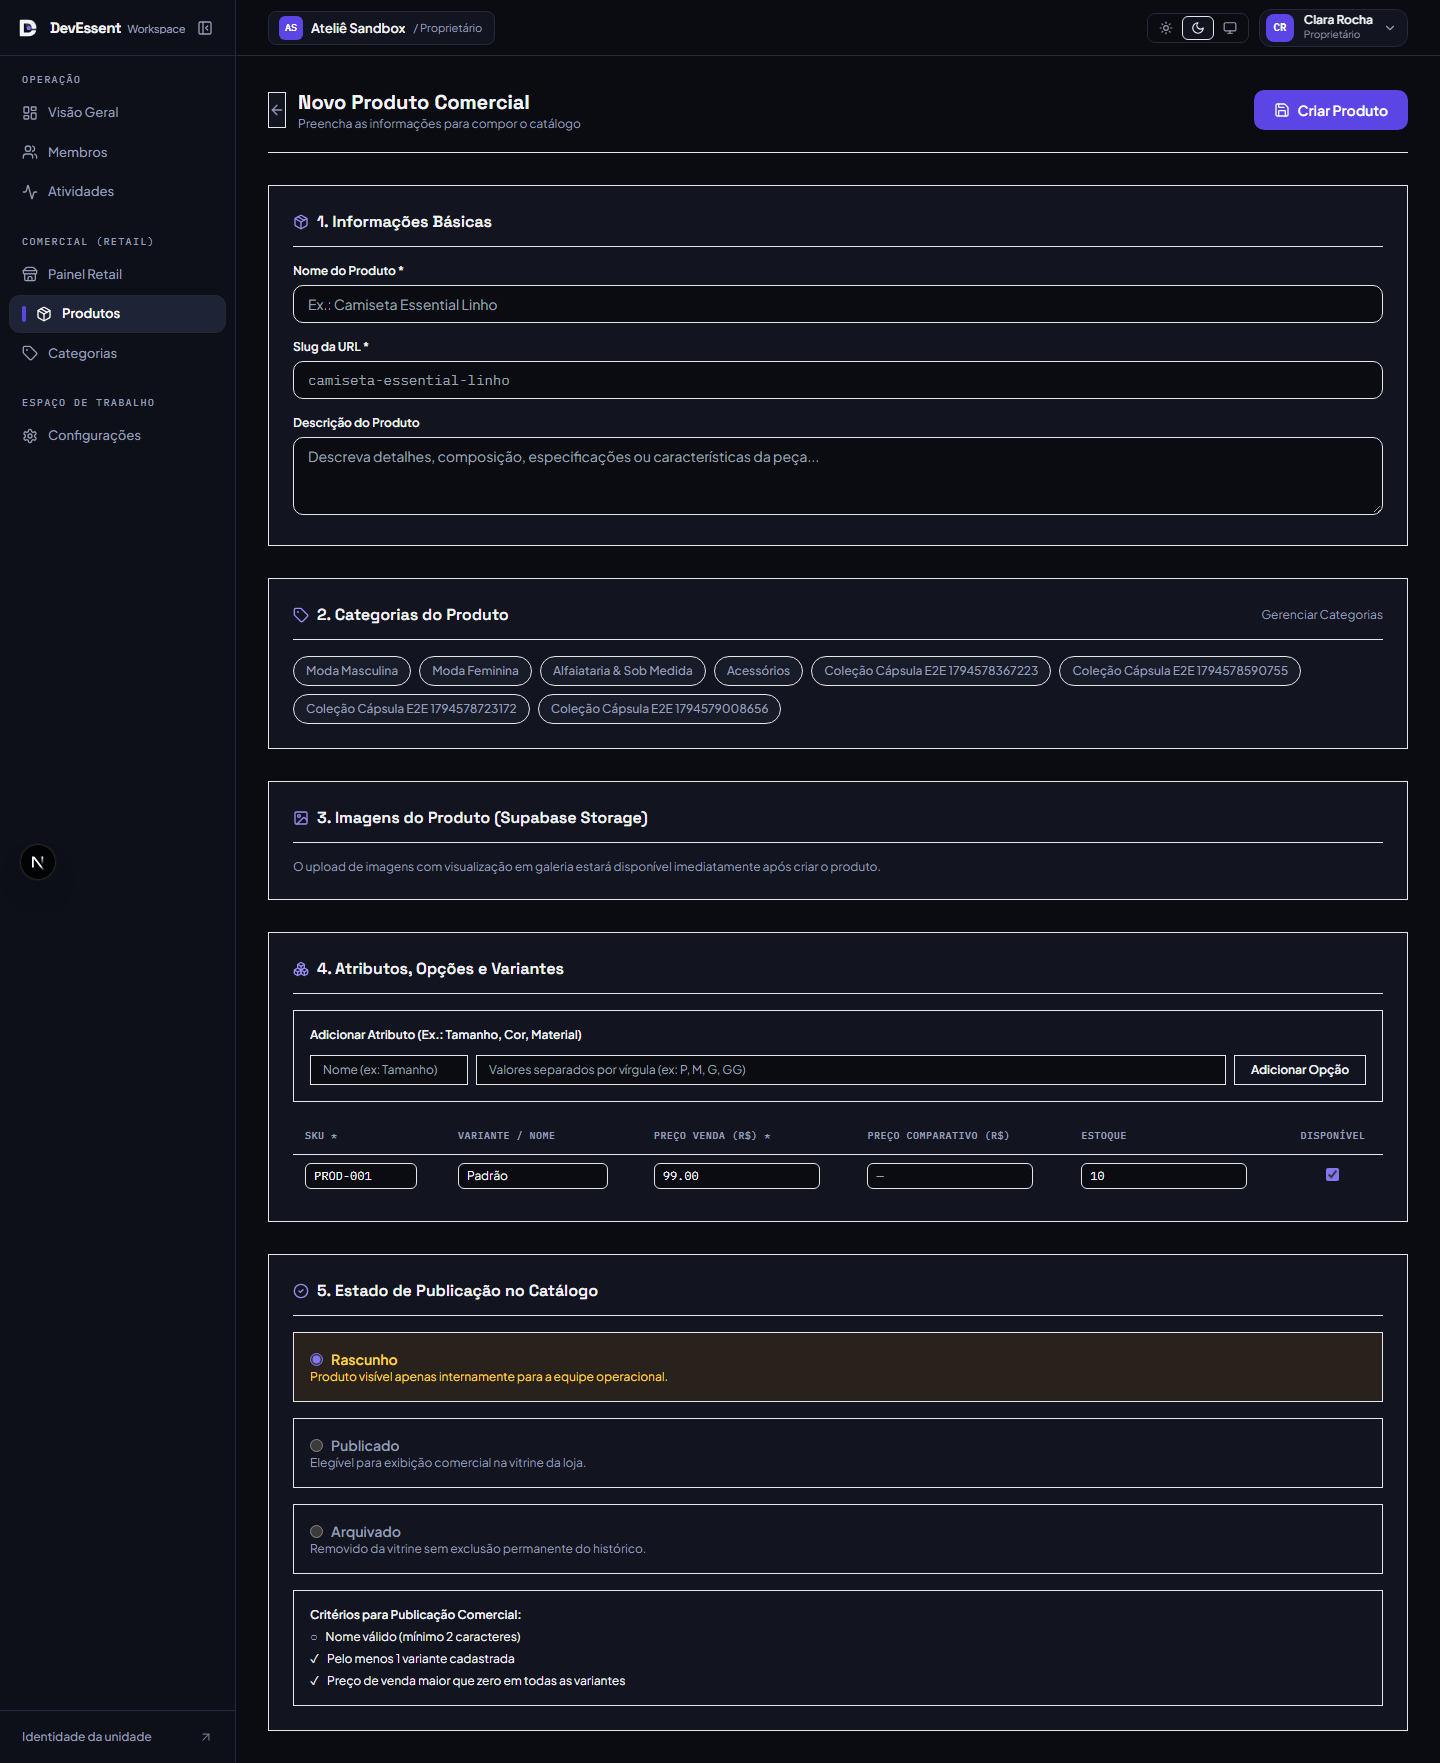 DevEssent Workspace
AS Ateliê Sandbox / Proprietário
CR Clara Rocha
Proprietário
OPERAÇÃO
Visão Geral
Membros
Atividades
COMERCIAL (RETAIL)
Painel Retail
Produtos
Categorias
ESPAÇO DE TRABALHO
Configurações
N
Identidade da unidade
Novo Produto Comercial
Preencha as informações para compor o catálogo
Criar Produto
1. Informações Básicas
Nome do Produto *
Ex.: Camiseta Essential Linho
Slug da URL *
camiseta-essential-linho
Descrição do Produto
Descreva detalhes, composição, especificações ou características da peça...
2. Categorias do Produto
Gerenciar Categorias
Moda Masculina
Moda Feminina
Alfaiataria & Sob Medida
Acessórios
Coleção Cápsula E2E 1794578367223
Coleção Cápsula E2E 1794578590755
Coleção Cápsula E2E 1794578723172
Coleção Cápsula E2E 1794579008656
3. Imagens do Produto (Supabase Storage)
O upload de imagens com visualização em galeria estará disponível imediatamente após criar o produto.
4. Atributos, Opções e Variantes
Adicionar Atributo (Ex.: Tamanho, Cor, Material)
Nome (ex: Tamanho)
Valores separados por vírgula (ex: P, M, G, GG)
Adicionar Opção
SKU * VARIANTE / NOME PREÇO VENDA (R$) * PREÇO COMPARATIVO (R$) ESTOQUE DISPONÍVEL
PROD-001 Padrão 99.00 — 10
5. Estado de Publicação no Catálogo
Rascunho
Produto visível apenas internamente para a equipe operacional.
Publicado
Elegível para exibição comercial na vitrine da loja.
Arquivado
Removido da vitrine sem exclusão permanente do histórico.
Critérios para Publicação Comercial:
○ Nome válido (mínimo 2 caracteres)
✓ Pelo menos 1 variante cadastrada
✓ Preço de venda maior que zero em todas as variantes